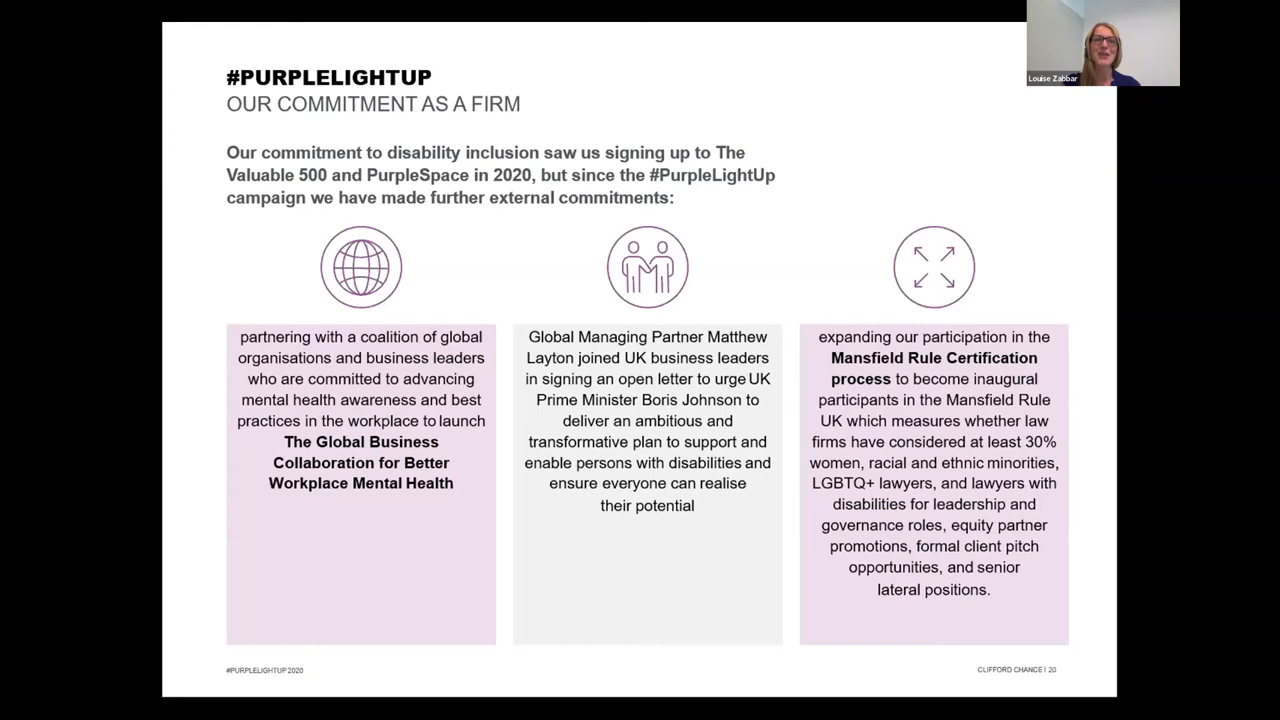 Louise Zabbar
#PURPLELIGHTUP
OUR COMMITMENT AS A FIRM
Our commitment to disability inclusion saw us signing up to The
Valuable 500 and PurpleSpace in 2020, but since the #PurpleLightUp
campaign we have made further external commitments:
partnering with a coalition of global
organisations and business leaders
who are committed to advancing
mental health awareness and best
practices in the workplace to launch
The Global Business
Collaboration for Better
Workplace Mental Health
Global Managing Partner Matthew
Layton joined UK business leaders
in signing an open letter to urge UK
Prime Minister Boris Johnson to
deliver an ambitious and
transformative plan to support and
enable persons with disabilities and
ensure everyone can realise
their potential
expanding our participation in the
Mansfield Rule Certification
process to become inaugural
participants in the Mansfield Rule
UK which measures whether law
firms have considered at least 30%
women, racial and ethnic minorities,
LGBTQ+ lawyers, and lawyers with
disabilities for leadership and
governance roles, equity partner
promotions, formal client pitch
opportunities, and senior
lateral positions.
#PURPLELIGHTUP 2020
CLIFFORD CHANCE | 20